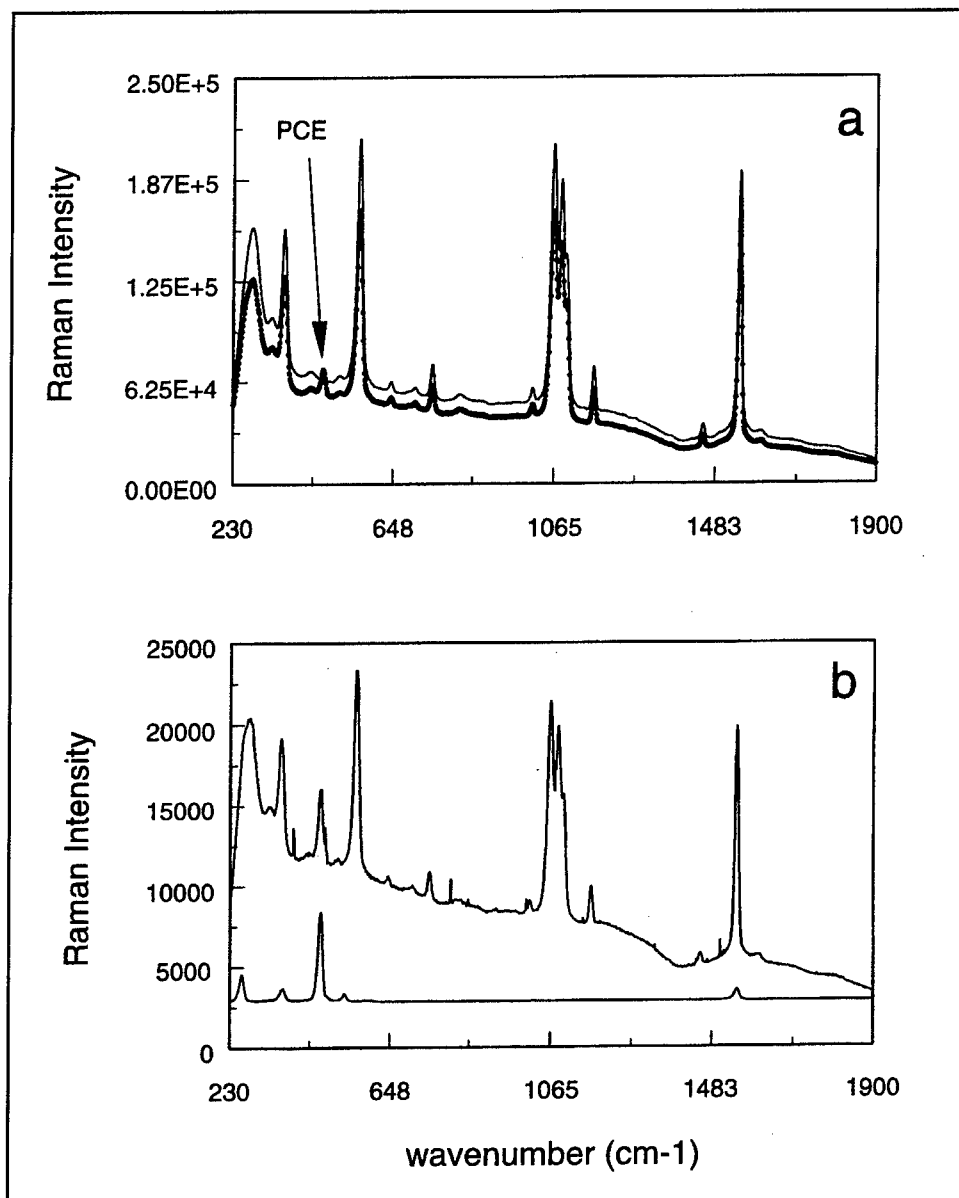 a
2.50E+5
PCE
1.87E+5
1.25E+5
6.25E+4
0.00E00
Raman Intensity
230 648 1065 1483 1900
b
25000
20000
15000
10000
5000
0
Raman Intensity
230 648 1065 1483 1900
wavenumber (cm-1)